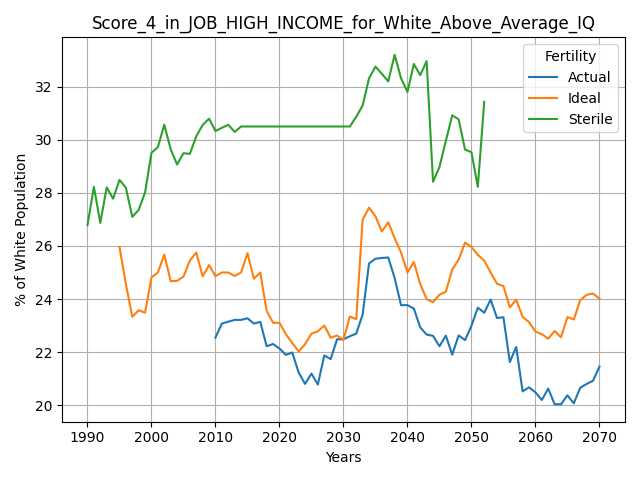 Score_4_in_JOB_HIGH_INCOME_for_White_Above_Average_IQ
Fertility
Actual
Ideal
Sterile
% of White Population
32
30
28
26
24
22
20
1990 2000 2010 2020 2030 2040 2050 2060 2070
Years